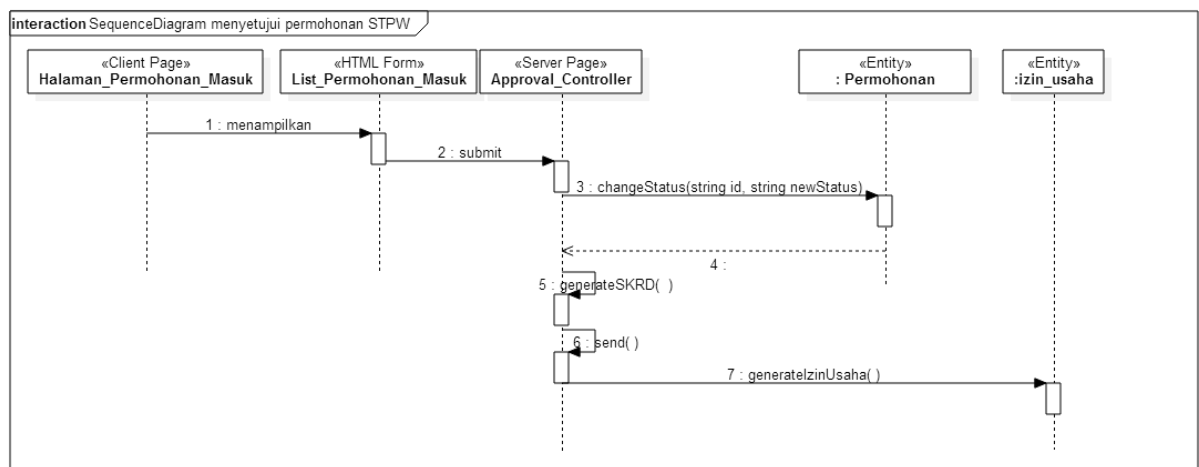 interaction SequenceDiagram menyetujui permohonan STPW
«Client Page»
Halaman_Permohonan_Masuk
«HTML Form»
List_Permohonan_Masuk
«Server Page»
Approval_Controller
«Entity»
: Permohonan
«Entity»
:izin_usaha
1 : menampilkan
2 : submit
3 : changeStatus(string id, string newStatus)
4 :
5 : generateSKRD( )
6 : send( )
7 : generateIzinUsaha( )